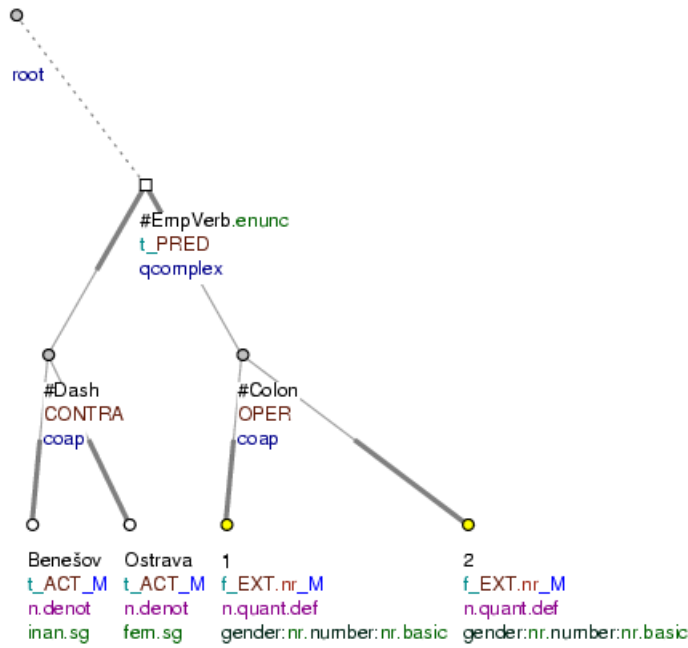 root
#EmpVerb.enunc
t_PRED
qcomplex
#Dash
CONTRA
coap
#Colon
OPER
coap
Benešov
t_ACT_M
n.denot
inan.sg
Ostrava
t_ACT_M
n.denot
fem.sg
1
f_EXT.nr_M
n.quant.def
gender:nr.number:nr.basic
2
f_EXT.nr_M
n.quant.def
gender:nr.number:nr.basic